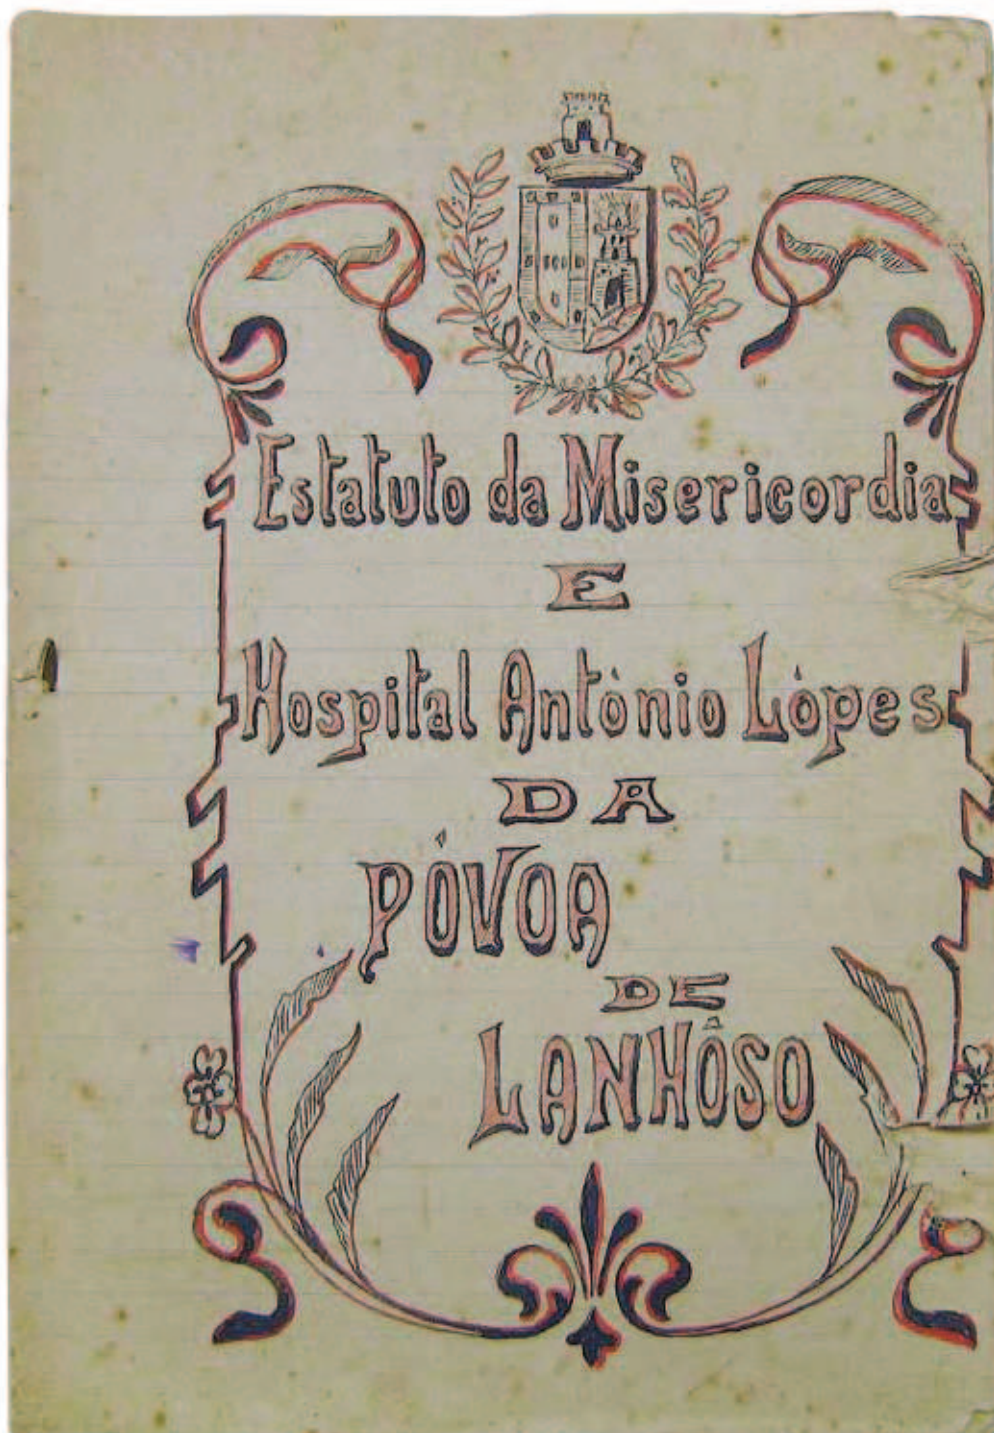 Estatuto da Misericordia
E
Hospital Antònio Lòpes
DA
PÓVOA
DE
LANHÔSO